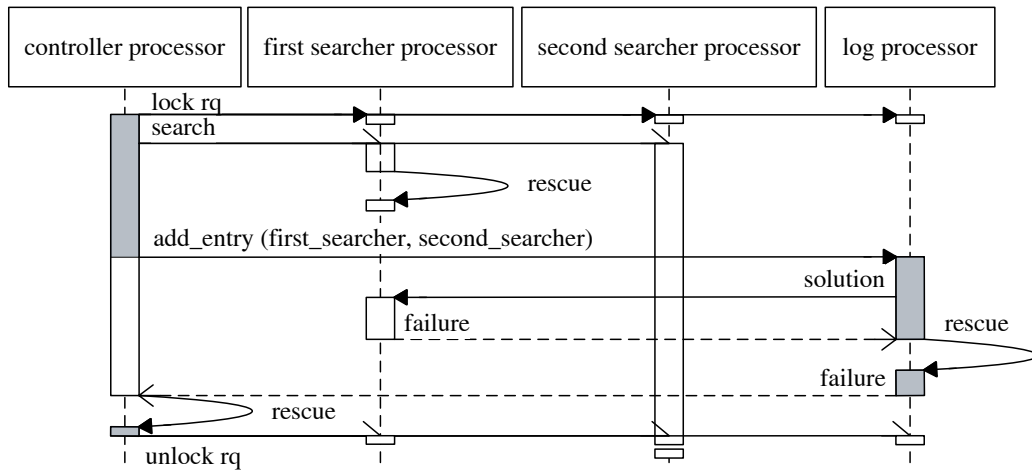 controller processor
first searcher processor
second searcher processor
log processor
lock rq
search
rescue
add_entry (first_searcher, second_searcher)
solution
failure
rescue
failure
rescue
unlock rq